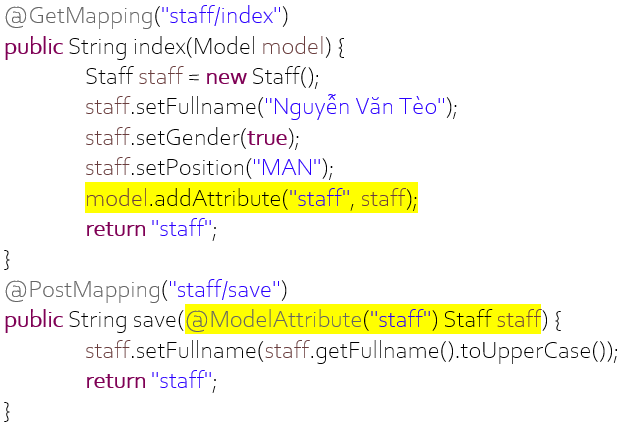 @GetMapping("staff/index")
public String index(Model model) {
Staff staff = new Staff();
staff.setFullname("Nguyễn Văn Tèo");
staff.setGender(true);
staff.setPosition("MAN");
model.addAttribute("staff", staff);
return "staff";
}
@PostMapping("staff/save")
public String save(@ModelAttribute("staff") Staff staff) {
staff.setFullname(staff.getFullname().toUpperCase());
return "staff";
}